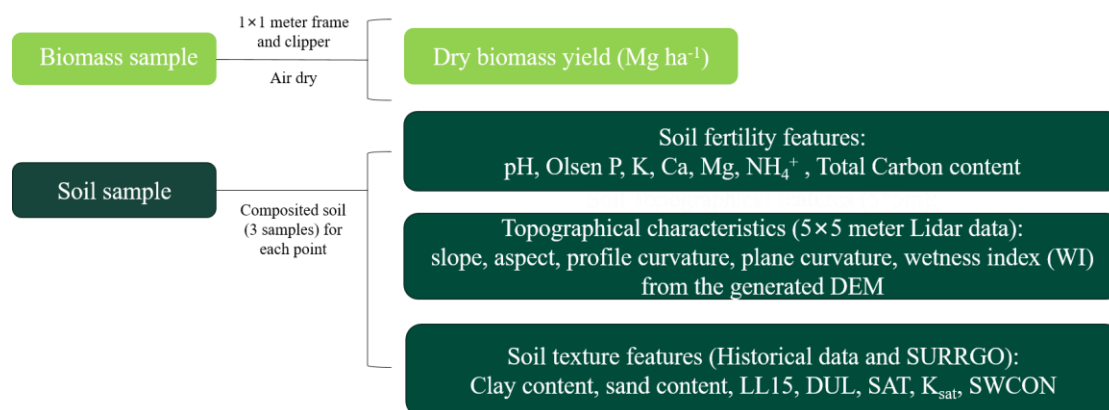 Biomass sample
1×1 meter frame
and clipper
Air dry
Dry biomass yield (Mg ha⁻¹)
Soil sample
Composited soil
(3 samples) for
each point
Soil fertility features:
pH, Olsen P, K, Ca, Mg, NH₄⁺ , Total Carbon content
Topographical characteristics (5×5 meter Lidar data):
slope, aspect, profile curvature, plane curvature, wetness index (WI)
from the generated DEM
Soil texture features (Historical data and SURRGO):
Clay content, sand content, LL15, DUL, SAT, Kₛₐₜ, SWCON